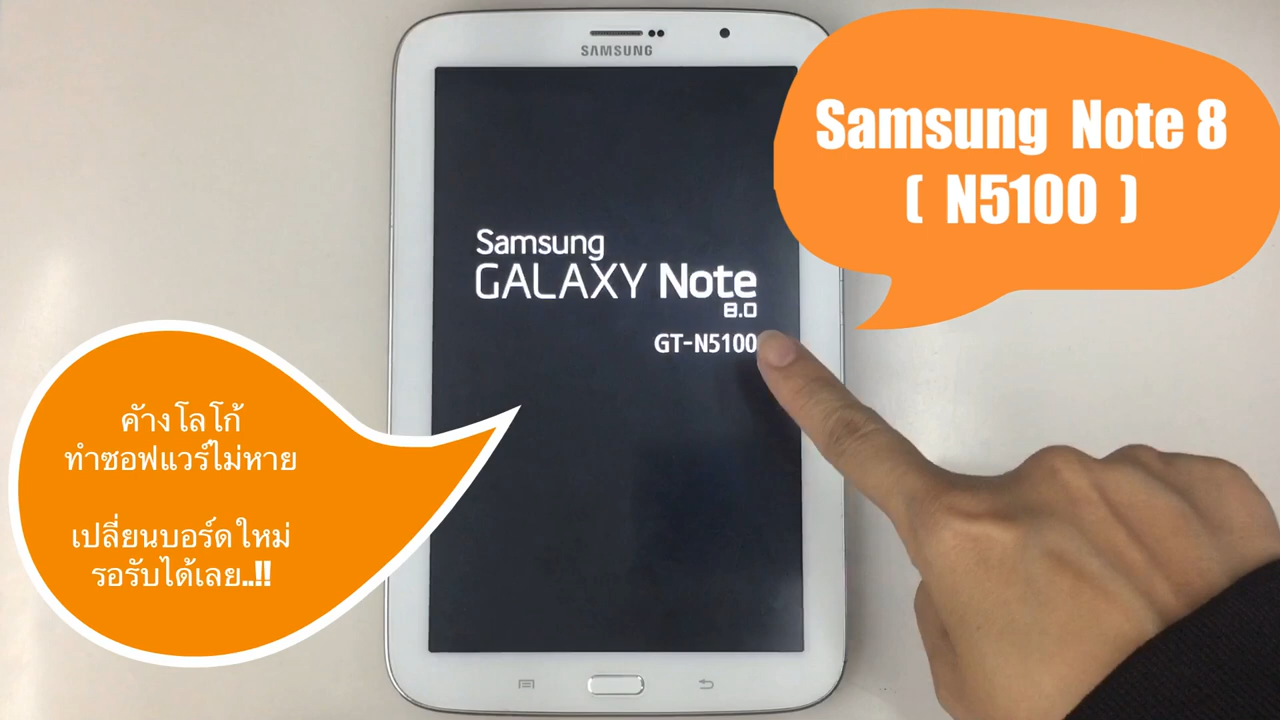 SAMSUNG
Samsung Note 8
( N5100 )
Samsung
GALAXY Note
8.0
GT-N5100
ค้างโลโก้
ทำซอฟแวร์ไม่หาย
เปลี่ยนบอร์ดใหม่
รอรับได้เลย..!!